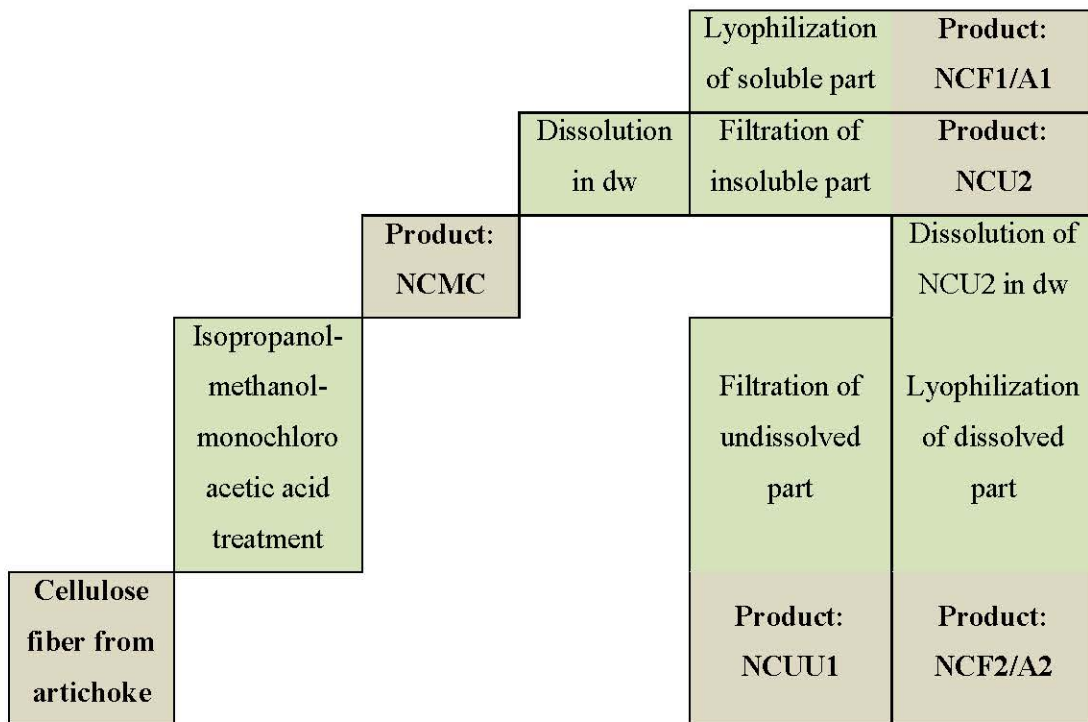 Lyophilization
of soluble part
Product:
NCF1/A1
Dissolution
in dw
Filtration of
insoluble part
Product:
NCU2
Product:
NCMC
Dissolution of
NCU2 in dw
Isopropanol-
methanol-
monochloro
acetic acid
treatment
Filtration of
undissolved
part
Lyophilization
of dissolved
part
Cellulose
fiber from
artichoke
Product:
NCUU1
Product:
NCF2/A2